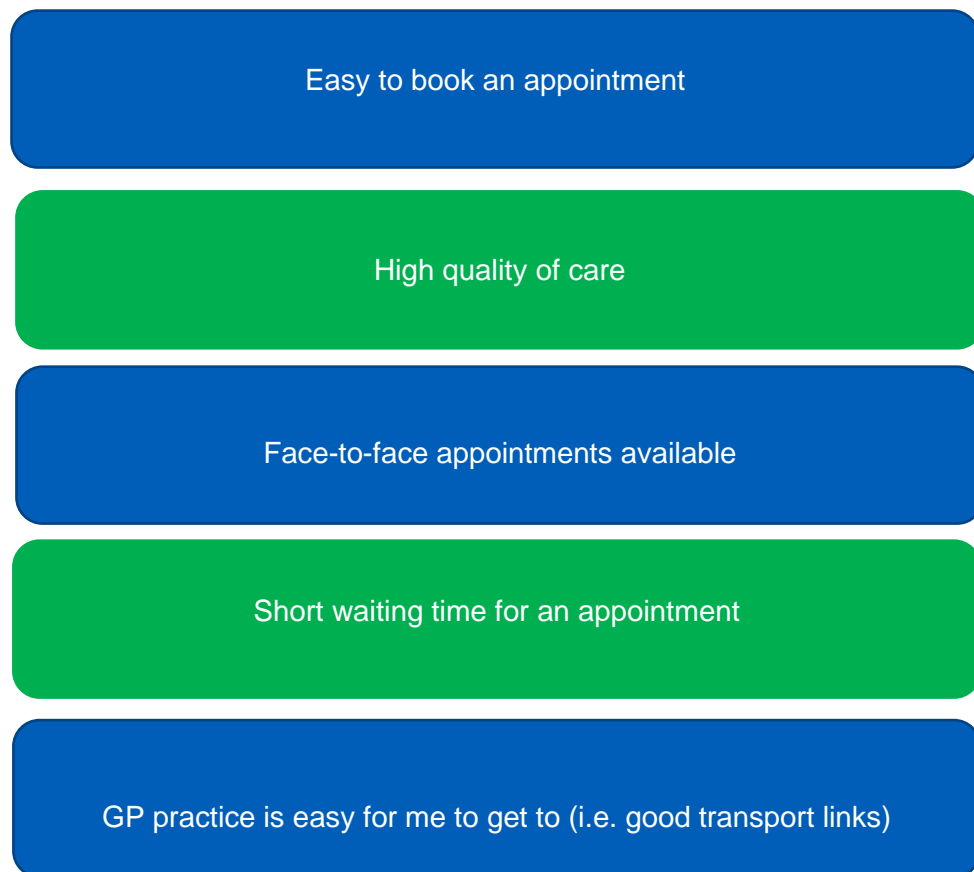 Easy to book an appointment
High quality of care
Face-to-face appointments available
Short waiting time for an appointment
GP practice is easy for me to get to (i.e. good transport links)